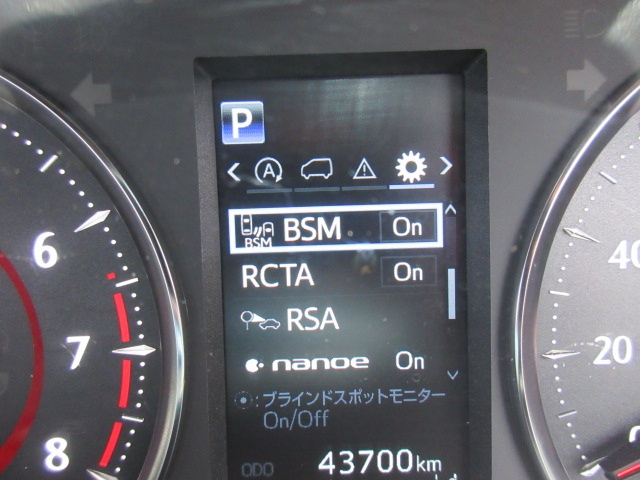 P
A
BSM BSM On
RCTA On
RSA
nanoe On
:ブラインドスポットモニター
On/Off
ODO 43700km
6
7
8
40
20